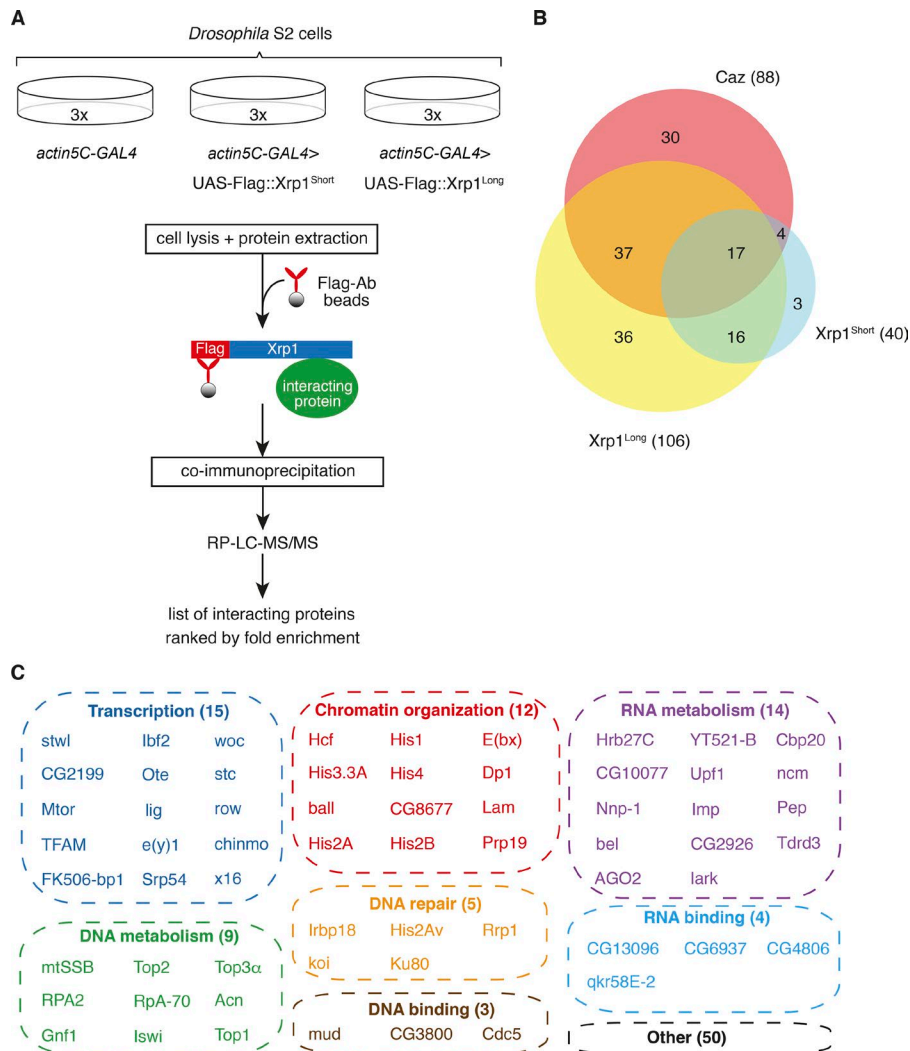 A
Drosophila S2 cells
3x
3x
3x
actin5C-GAL4
actin5C-GAL4>
UAS-Flag::Xrp1Short
actin5C-GAL4>
UAS-Flag::Xrp1Long
cell lysis + protein extraction
Flag-Ab
beads
Flag
Xrp1
interacting
protein
co-immunoprecipitation
RP-LC-MS/MS
list of interacting proteins
ranked by fold enrichment
B
Caz (88)
30
4
37
17
3
Xrp1Short (40)
36
16
Xrp1Long (106)
C
Transcription (15)
stwl Ibf2 woc
CG2199 Ote stc
Mtor lig row
TFAM e(y)1 chinmo
FK506-bp1 Srp54 x16
Chromatin organization (12)
Hcf His1 E(bx)
His3.3A His4 Dp1
ball CG8677 Lam
His2A His2B Prp19
RNA metabolism (14)
Hrb27C YT521-B Cbp20
CG10077 Upf1 ncm
Nnp-1 Imp Pep
bel CG2926 Tdrd3
AGO2 lark
DNA metabolism (9)
mtSSB Top2 Top3α
RPA2 RpA-70 Acn
Gnf1 Iswi Top1
DNA repair (5)
Irbp18 His2Av Rrp1
koi Ku80
DNA binding (3)
mud CG3800 Cdc5
RNA binding (4)
CG13096 CG6937 CG4806
qkr58E-2
Other (50)